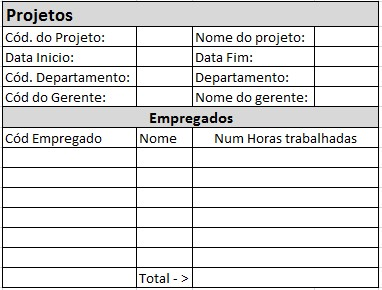 Projetos
Cód. do Projeto: Nome do projeto:
Data Inicio: Data Fim:
Cód. Departamento: Departamento:
Cód do Gerente: Nome do gerente:
Empregados
Cód Empregado Nome Num Horas trabalhadas
Total - >